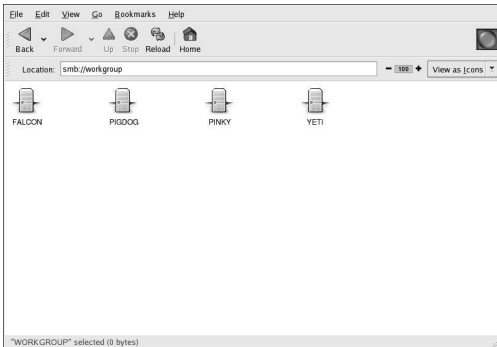 File Edit View Go Bookmarks Help
Back Forward Up Stop Reload Home
Location: smb://workgroup 100 View as Icons
FALCON PIGDOG PINKY YETI
"WORKGROUP" selected (0 bytes)